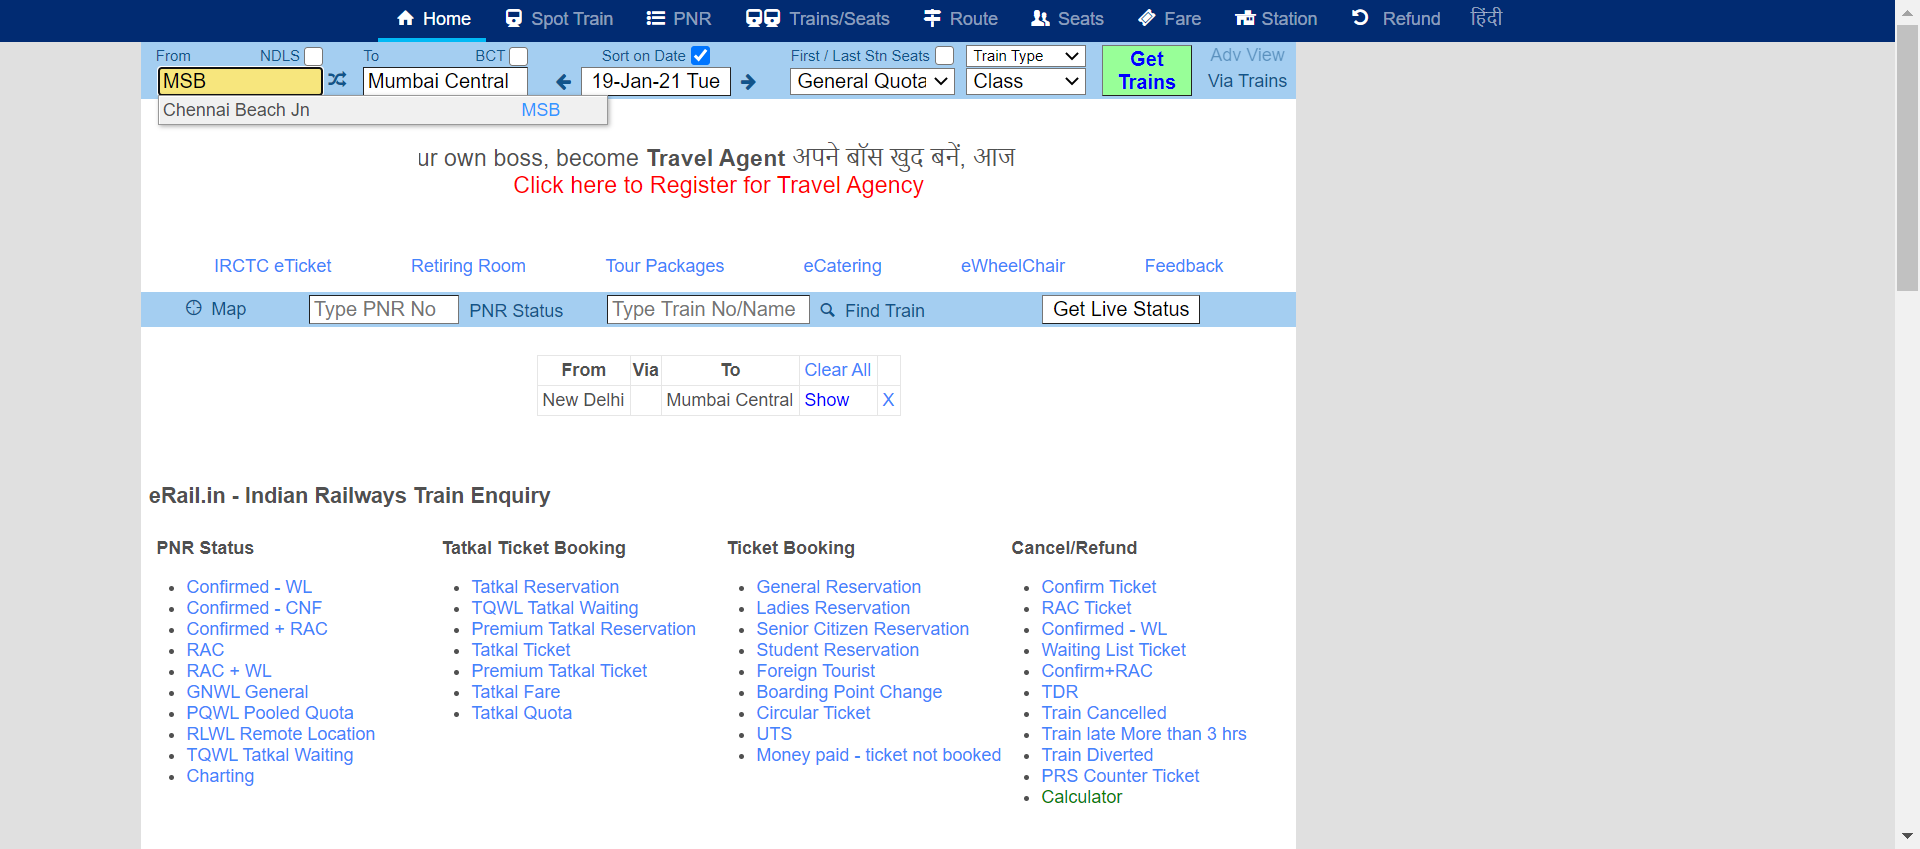 Home Spot Train PNR Trains/Seats Route Seats Fare Station Refund हिंदी
From NDLS To BCT Sort on Date First / Last Stn Seats Train Type Get Trains Adv View
MSB Mumbai Central 19-Jan-21 Tue General Quota Class Via Trains
Chennai Beach Jn MSB
ur own boss, become Travel Agent अपने बॉस खुद बनें, आज
Click here to Register for Travel Agency
IRCTC eTicket Retiring Room Tour Packages eCatering eWheelChair Feedback
Map Type PNR No PNR Status Type Train No/Name Find Train Get Live Status
From Via To Clear All
New Delhi Mumbai Central Show X
eRail.in - Indian Railways Train Enquiry
PNR Status
Confirmed - WL
Confirmed - CNF
Confirmed + RAC
RAC
RAC + WL
GNWL General
PQWL Pooled Quota
RLWL Remote Location
TQWL Tatkal Waiting
Charting
Tatkal Ticket Booking
Tatkal Reservation
TQWL Tatkal Waiting
Premium Tatkal Reservation
Tatkal Ticket
Premium Tatkal Ticket
Tatkal Fare
Tatkal Quota
Ticket Booking
General Reservation
Ladies Reservation
Senior Citizen Reservation
Student Reservation
Foreign Tourist
Boarding Point Change
Circular Ticket
UTS
Money paid - ticket not booked
Cancel/Refund
Confirm Ticket
RAC Ticket
Confirmed - WL
Waiting List Ticket
Confirm+RAC
TDR
Train Cancelled
Train late More than 3 hrs
Train Diverted
PRS Counter Ticket
Calculator